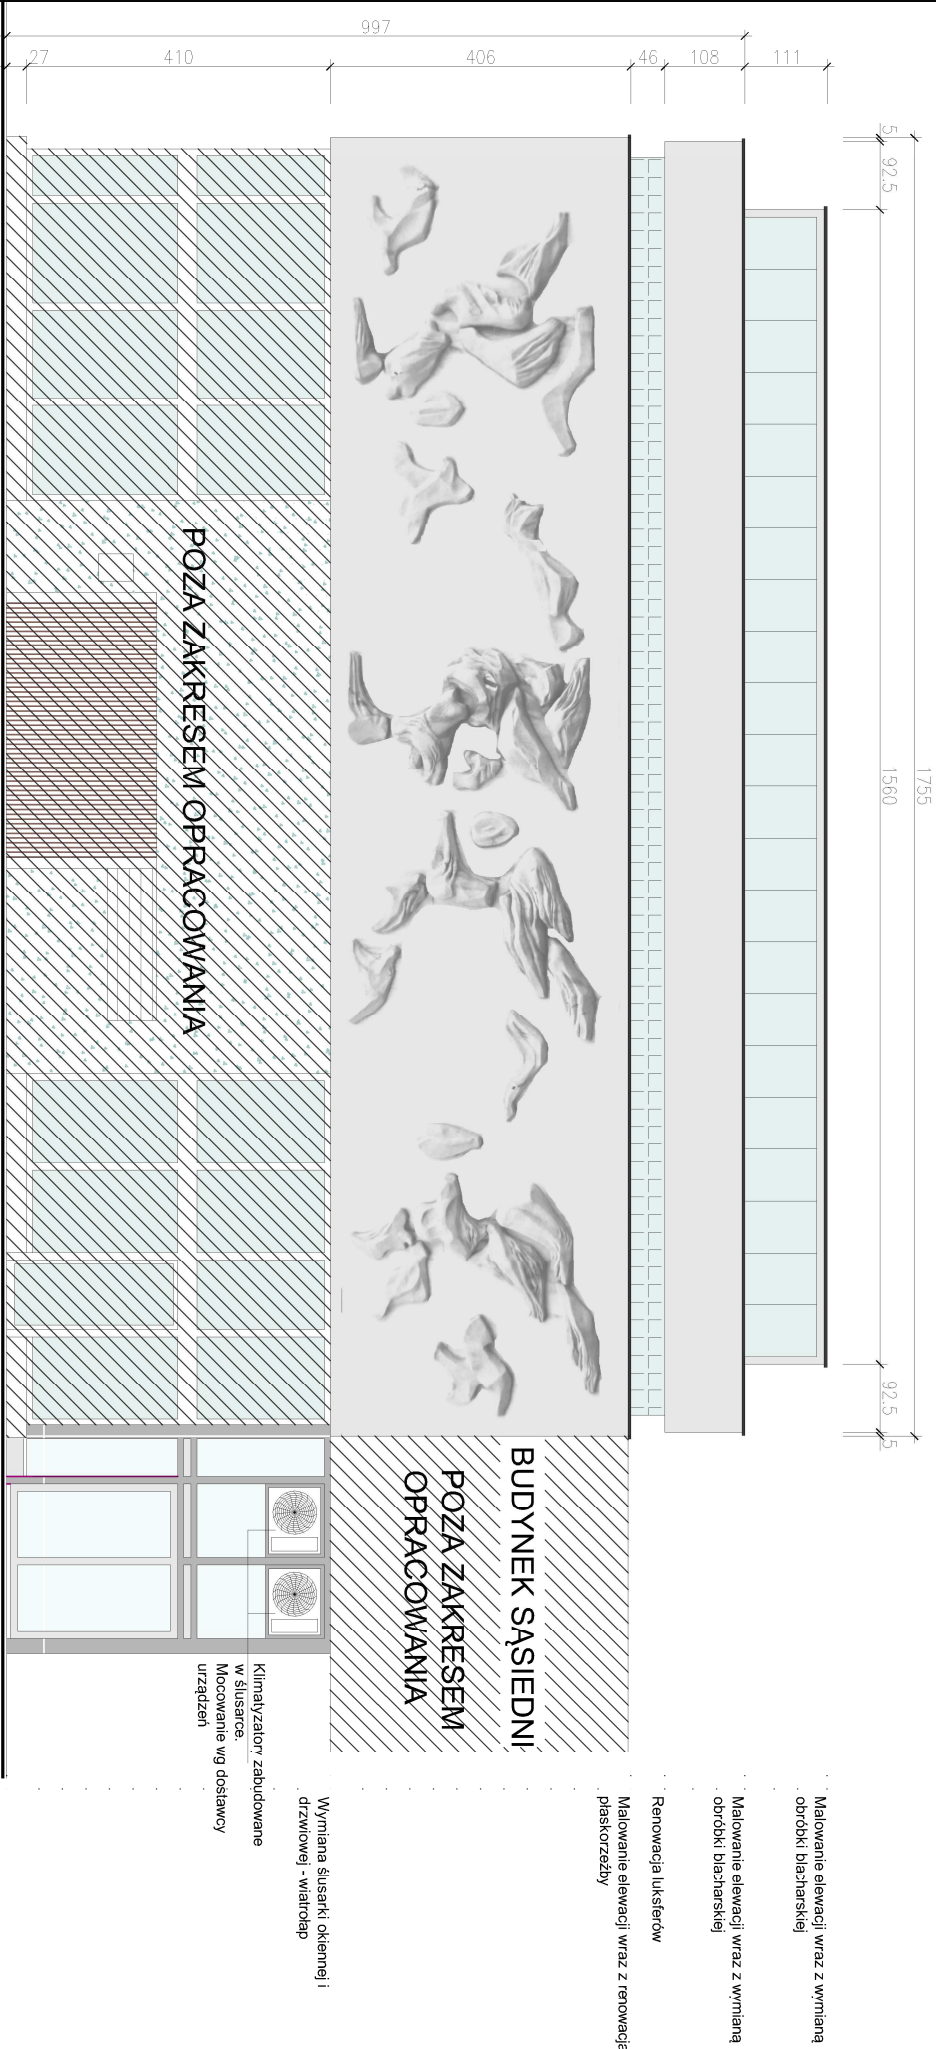 1755
5 92.5 1560 92.5 5
111
108
46
406
410
27
997
Malowanie elewacji wraz z wymianą
obróbki blacharskiej
Malowanie elewacji wraz z wymianą
obróbki blacharskiej
Renowacja luksferów
Malowanie elewacji wraz z renowacją
płaskorzeźby
BUDYNEK SĄSIEDNI
POZA ZAKRESEM
OPRACOWANIA
Wymiana ślusarki okiennej i
drzwiowej - wiatrołap
Klimatyzatory zabudowane
w ślusarce.
Mocowanie wg dostawcy
urządzeń
POZA ZAKRESEM OPRACOWANIA